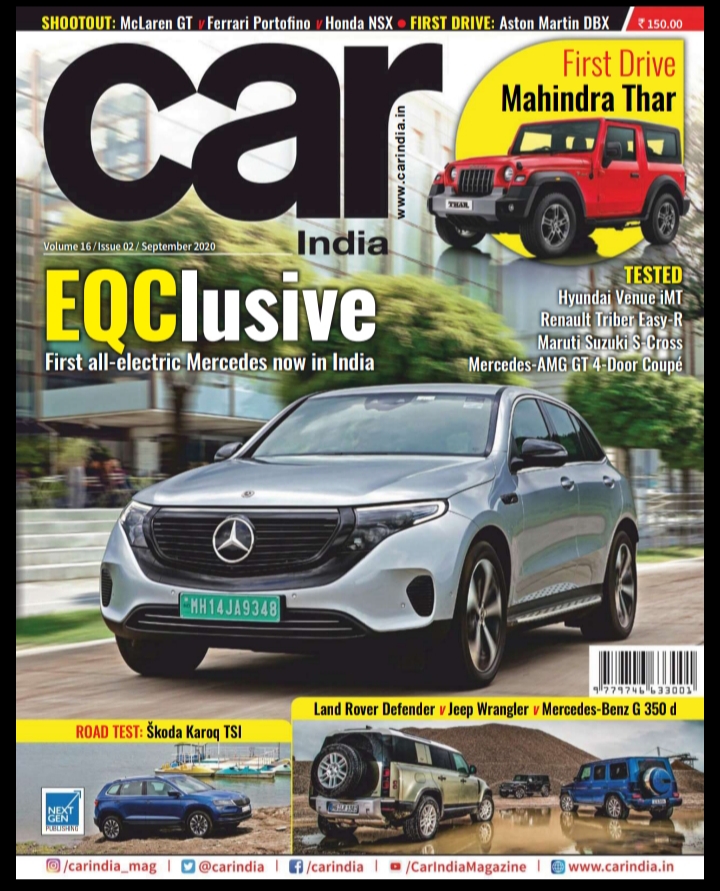 SHOOTOUT: McLaren GT v Ferrari Portofino v Honda NSX ● FIRST DRIVE: Aston Martin DBX
₹150.00
car
India
www.carindia.in
Volume 16 / Issue 02 / September 2020
First Drive
Mahindra Thar
THAR
EQClusive
First all-electric Mercedes now in India
TESTED
Hyundai Venue iMT
Renault Triber Easy-R
Maruti Suzuki S-Cross
Mercedes-AMG GT 4-Door Coupé
MH14JA9348
9 779746 633001
ROAD TEST: Škoda Karoq TSI
Land Rover Defender v Jeep Wrangler v Mercedes-Benz G 350 d
NEXT
GEN
PUBLISHING
/carindia_mag | @carindia | /carindia | /CarIndiaMagazine | www.carindia.in